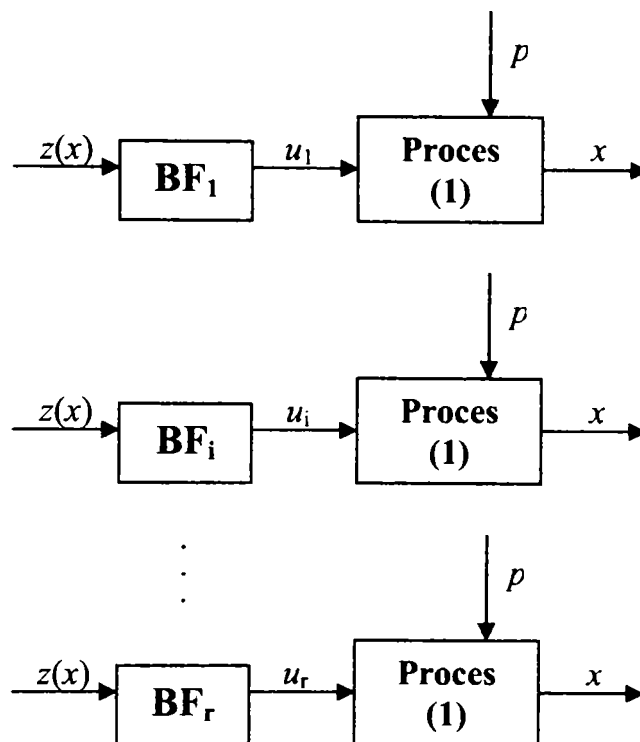 p
z(x) BF₁ u₁ Proces (1) x
p
z(x) BFᵢ uᵢ Proces (1) x
p
z(x) BFᵣ uᵣ Proces (1) x